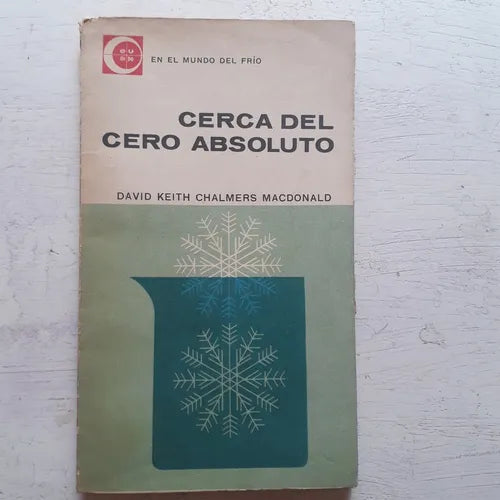 EN EL MUNDO DEL FRÍO
CERCA DEL
CERO ABSOLUTO
DAVID KEITH CHALMERS MACDONALD